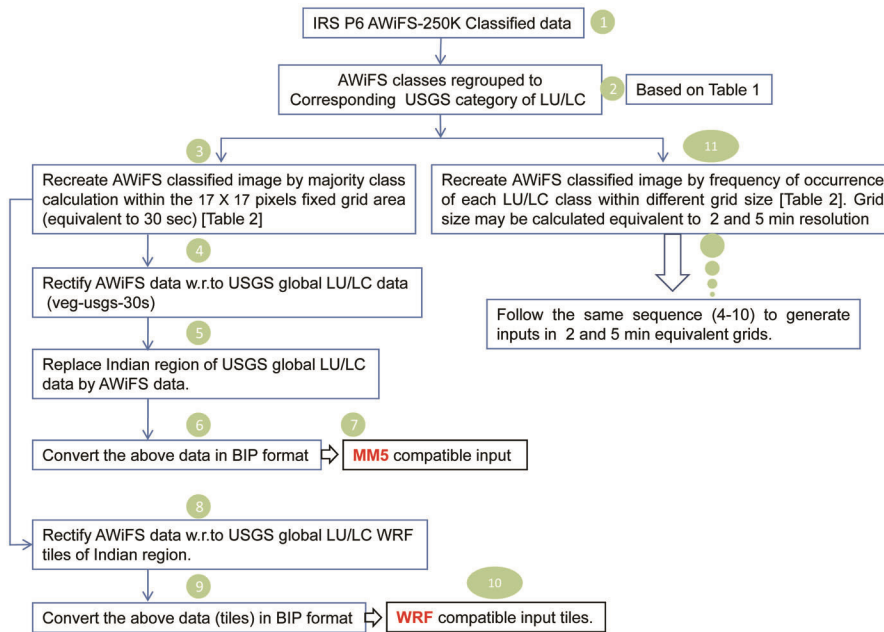 IRS P6 AWiFS-250K Classified data
1
AWiFS classes regrouped to
Corresponding USGS category of LU/LC
2
Based on Table 1
3
Recreate AWiFS classified image by majority class
calculation within the 17 X 17 pixels fixed grid area
(equivalent to 30 sec) [Table 2]
11
Recreate AWiFS classified image by frequency of occurrence
of each LU/LC class within different grid size [Table 2]. Grid
size may be calculated equivalent to 2 and 5 min resolution
4
Rectify AWiFS data w.r.to USGS global LU/LC data
(veg-usgs-30s)
Follow the same sequence (4-10) to generate
inputs in 2 and 5 min equivalent grids.
5
Replace Indian region of USGS global LU/LC
data by AWiFS data.
6
Convert the above data in BIP format
7
MM5 compatible input
8
Rectify AWiFS data w.r.to USGS global LU/LC WRF
tiles of Indian region.
9
Convert the above data (tiles) in BIP format
10
WRF compatible input tiles.